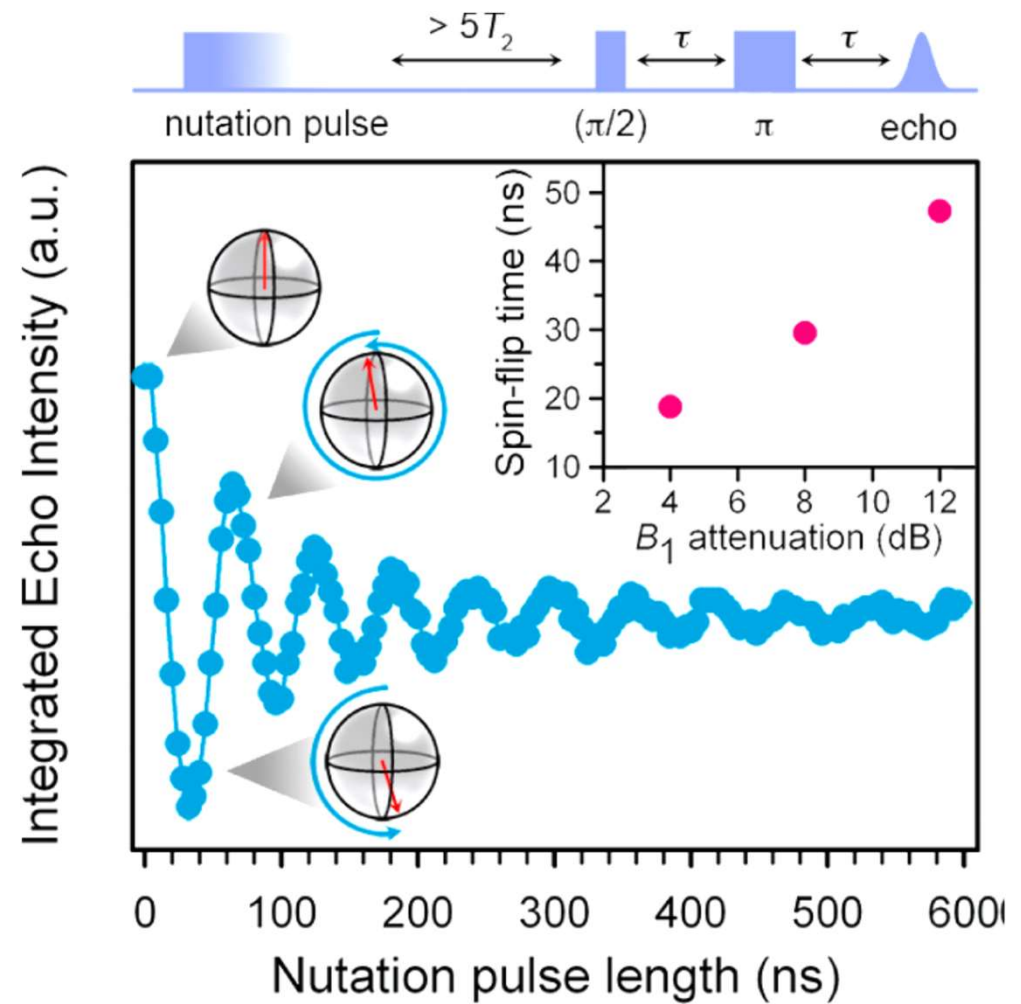 > 5T₂
τ
τ
nutation pulse
(π/2)
π
echo
Integrated Echo Intensity (a.u.)
Spin-flip time (ns)
50
40
30
20
10
2 4 6 8 10 12
B₁ attenuation (dB)
0 100 200 300 400 500 600
Nutation pulse length (ns)